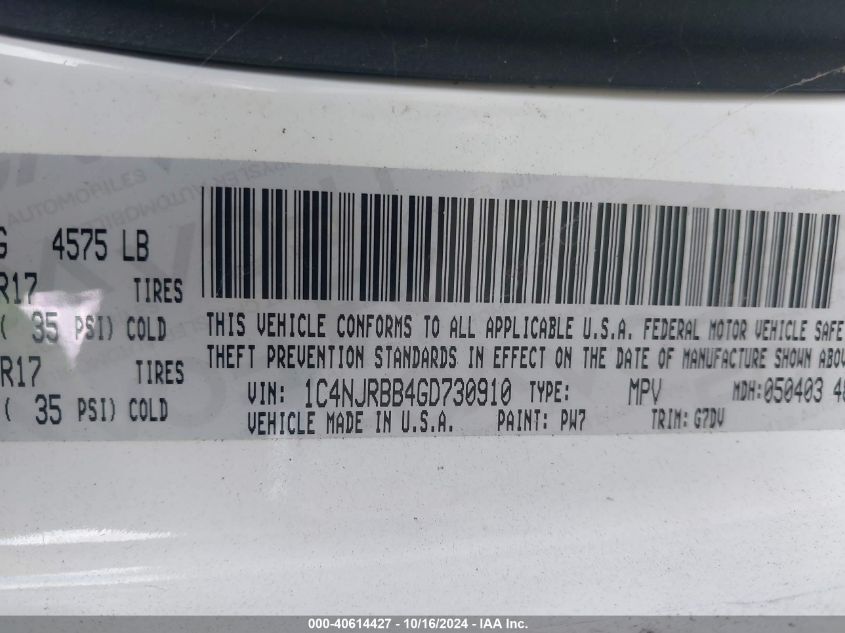 AUTOMOBILES
G 4575 LB
R17 TIRES
( 35 PSI) COLD
R17 TIRES
( 35 PSI) COLD
THIS VEHICLE CONFORMS TO ALL APPLICABLE U.S.A. FEDERAL MOTOR VEHICLE SAFE
THEFT PREVENTION STANDARDS IN EFFECT ON THE DATE OF MANUFACTURE SHOWN ABOV
VIN: 1C4NJRBB4GD730910 TYPE: MPV MDH:050403 48
VEHICLE MADE IN U.S.A. PAINT: PW7 TRIM: G7DV
000-40614427 - 10/16/2024 - IAA Inc.